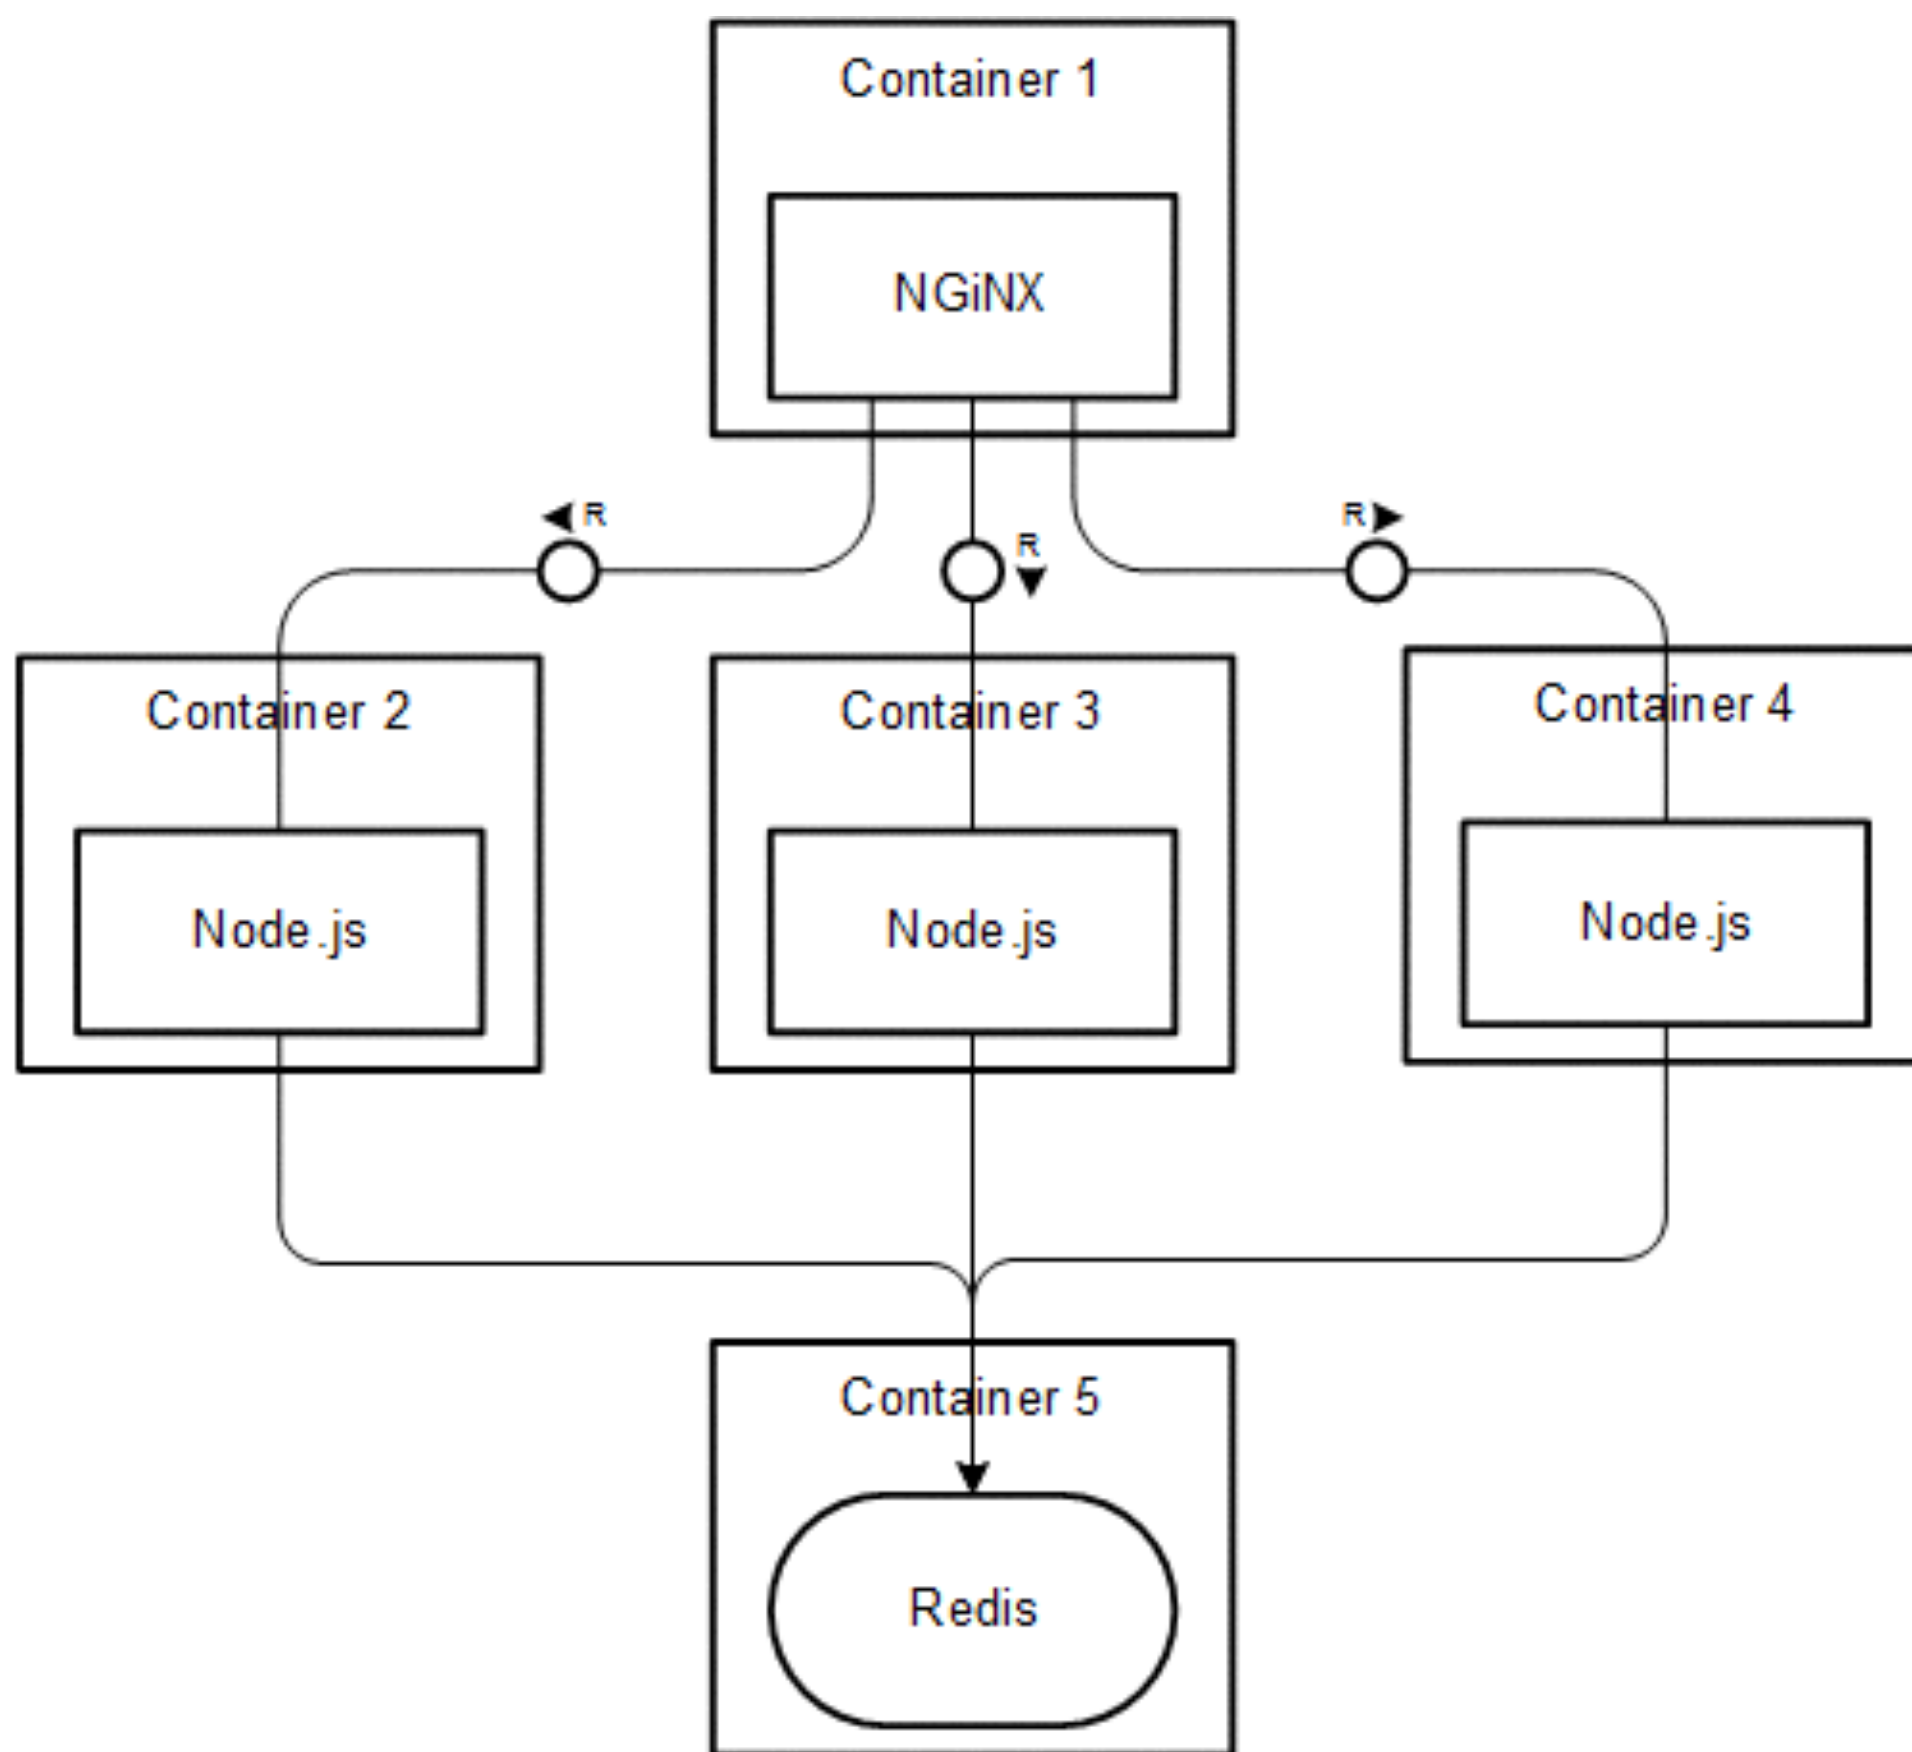 Container 1
NGiNX
R
R
R
Container 2
Container 3
Container 4
Node.js
Node.js
Node.js
Container 5
Redis